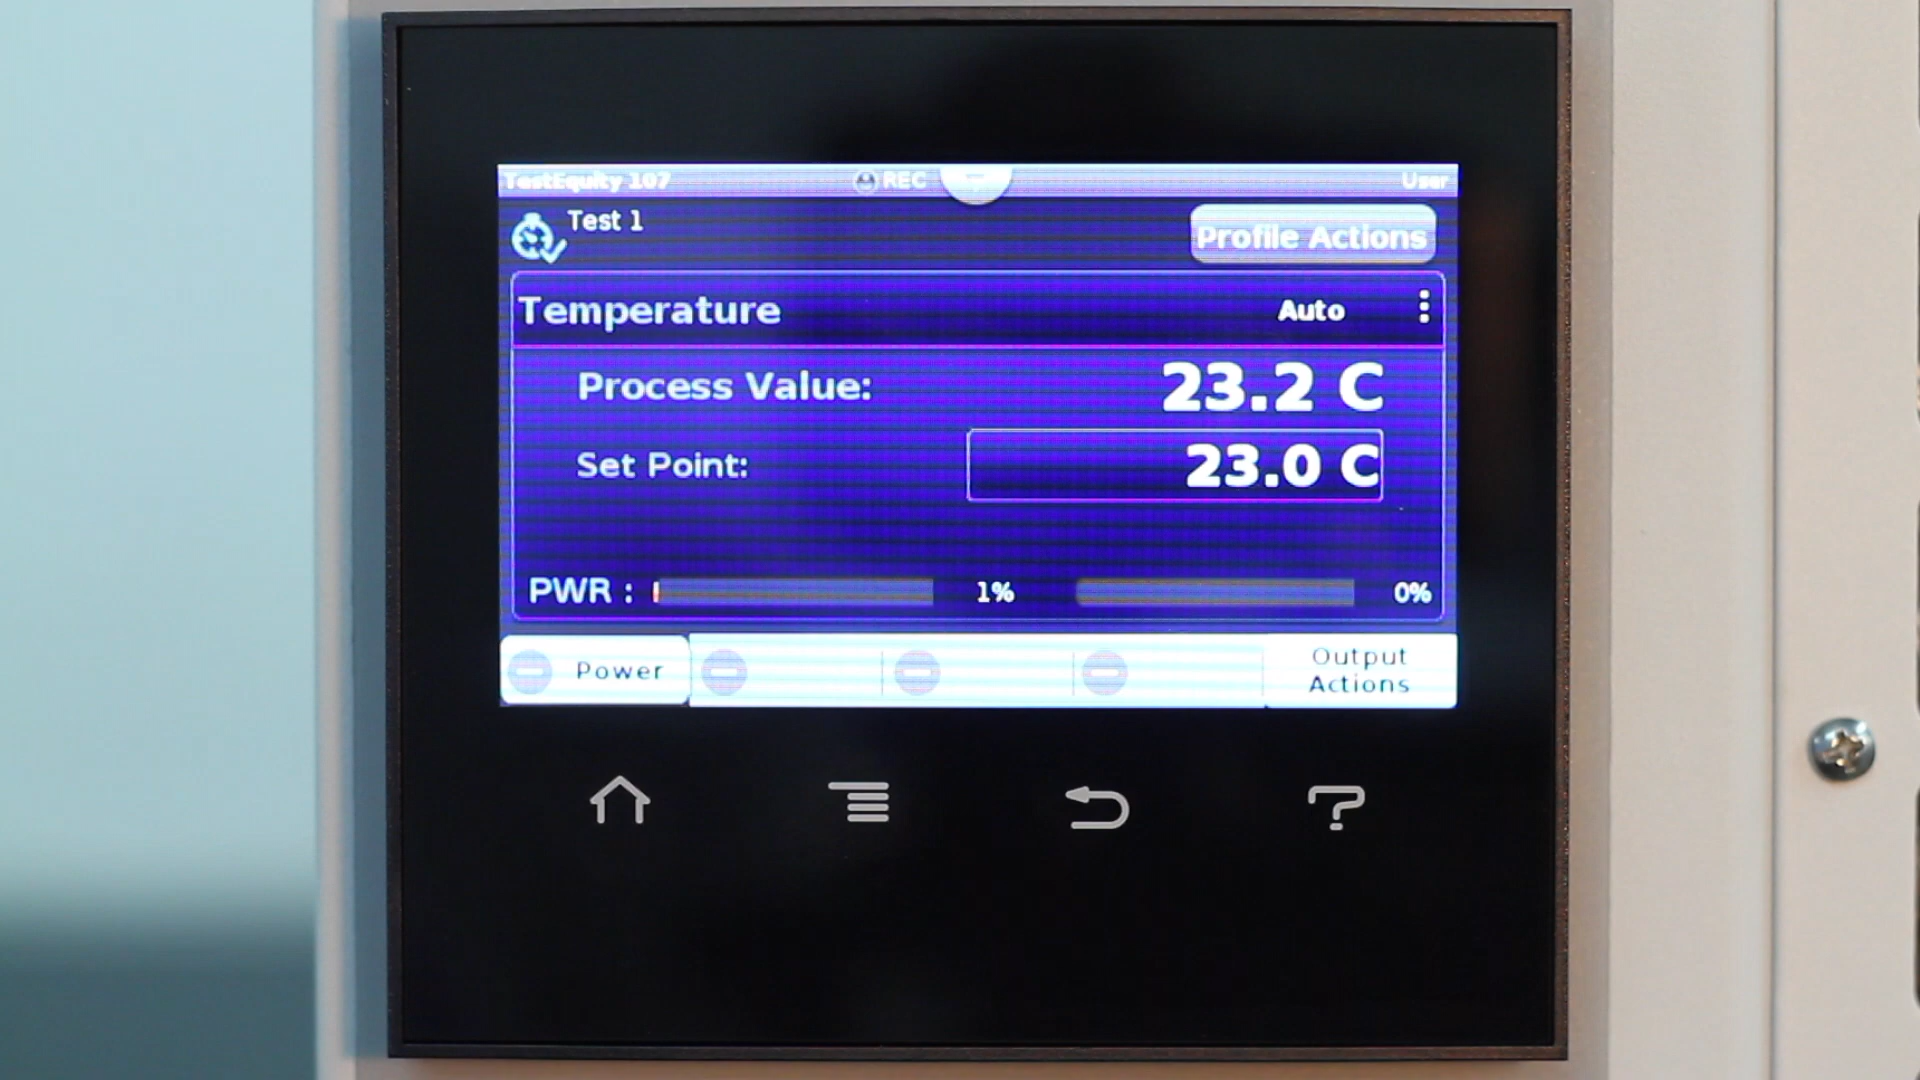 TestEquity 107 REC User
Test 1
Profile Actions
Temperature Auto
Process Value: 23.2 C
Set Point: 23.0 C
PWR : 1% 0%
Power
Output
Actions